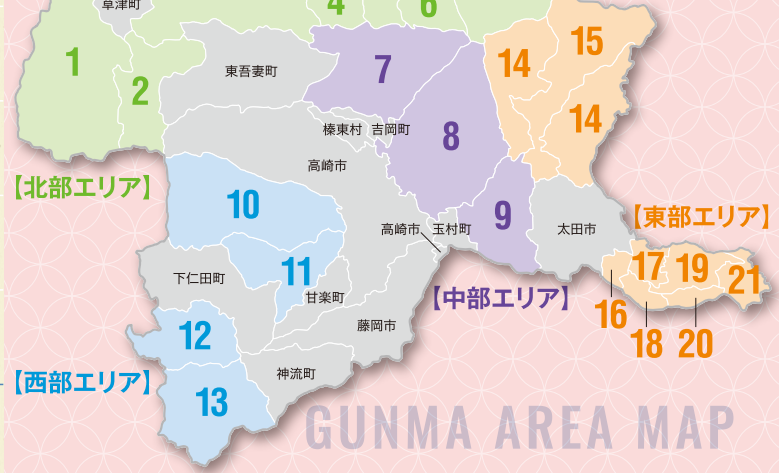 草津町
4
6
1
2
東吾妻町
7
14
15
14
榛東村
吉岡町
8
高崎市
【北部エリア】
10
9
高崎市
玉村町
太田市
【東部エリア】
下仁田町
11
甘楽町
17
19
21
【中部エリア】
16
18
20
12
藤岡市
【西部エリア】
神流町
13
GUNMA AREA MAP